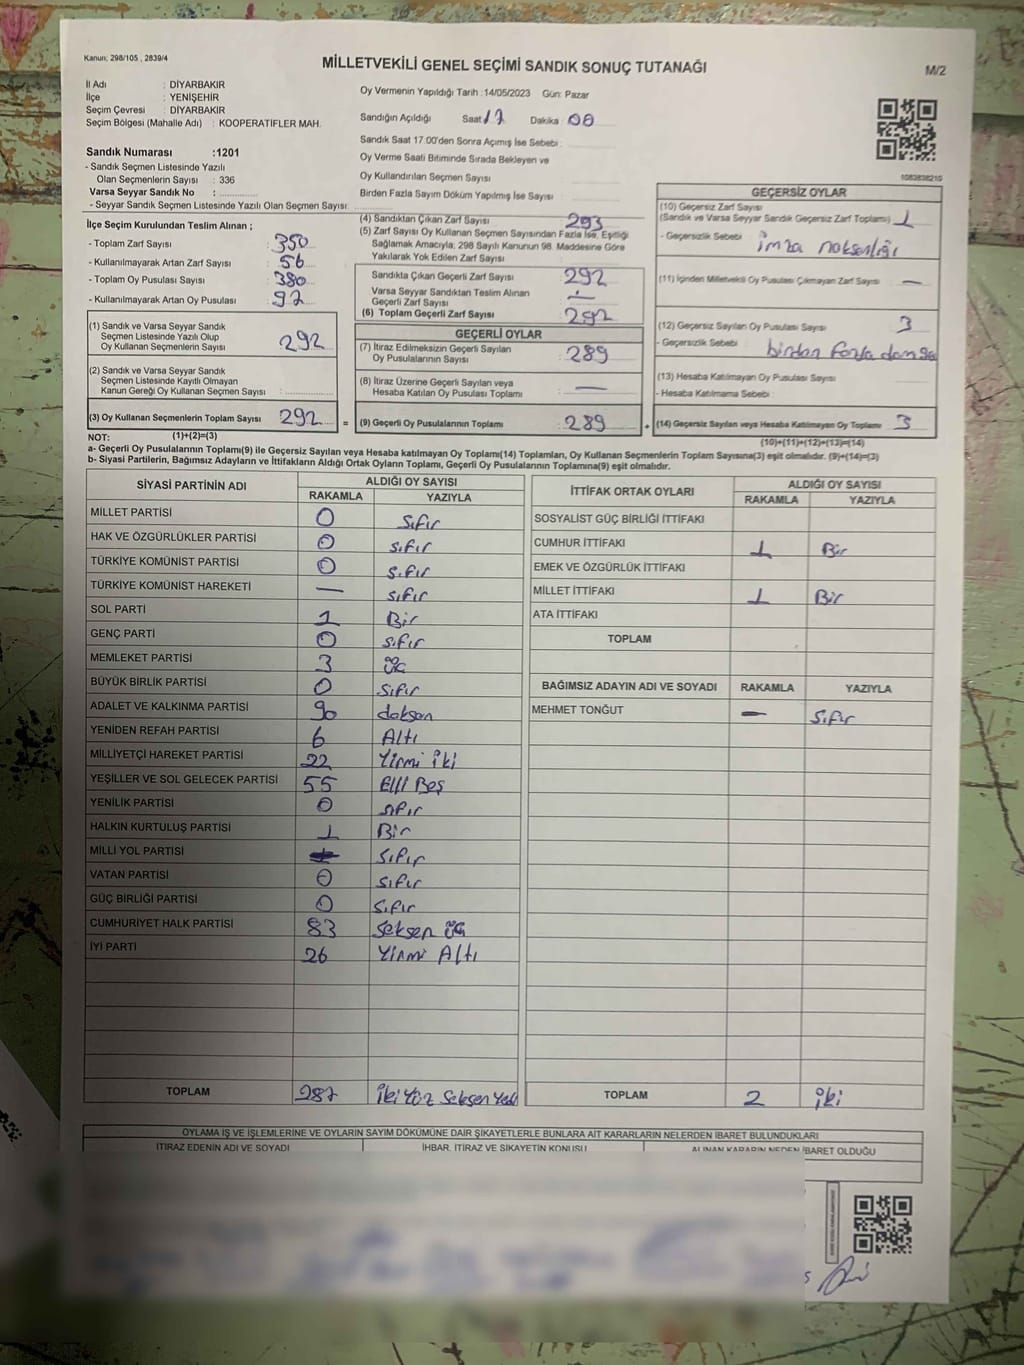 Kanun: 298/105 , 2839/4
MİLLETVEKİLİ GENEL SEÇİMİ SANDIK SONUÇ TUTANAĞI
M/2
İl Adı : DİYARBAKIR
İlçe : YENİŞEHİR
Seçim Çevresi : DİYARBAKIR
Seçim Bölgesi (Mahalle Adı) : KOOPERATİFLER MAH.
Sandık Numarası :1201
- Sandık Seçmen Listesinde Yazılı
Olan Seçmenlerin Sayısı : 336
Varsa Seyyar Sandık No :
- Seyyar Sandık Seçmen Listesinde Yazılı Olan Seçmen Sayısı:
İlçe Seçim Kurulundan Teslim Alınan ;
- Toplam Zarf Sayısı : 350
- Kullanılmayarak Artan Zarf Sayısı : 56
- Toplam Oy Pusulası Sayısı : 380
- Kullanılmayarak Artan Oy Pusulası : 92
(1) Sandık ve Varsa Seyyar Sandık
Seçmen Listesinde Yazılı Olup
Oy Kullanan Seçmenlerin Sayısı : 292
(2) Sandık ve Varsa Seyyar Sandık
Seçmen Listesinde Kayıtlı Olmayan
Kanun Gereği Oy Kullanan Seçmen Sayısı :
(3) Oy Kullanan Seçmenlerin Toplam Sayısı 292 =
Oy Vermenin Yapıldığı Tarih :14/05/2023 Gün: Pazar
Sandığın Açıldığı Saat 17 Dakika : 00
Sandık Saat 17:00'den Sonra Açımış İse Sebebi :
Oy Verme Saati Bitiminde Sırada Bekleyen ve
Oy Kullandırılan Seçmen Sayısı :
Birden Fazla Sayım Döküm Yapılmış İse Sayısı :
(4) Sandıktan Çıkan Zarf Sayısı 293
(5) Zarf Sayısı Oy Kullanan Seçmen Sayısından Fazla İse, Eşitliği
Sağlamak Amacıyla; 298 Sayılı Kanunun 98. Maddesine Göre
Yakılarak Yok Edilen Zarf Sayısı :
Sandıkta Çıkan Geçerli Zarf Sayısı 292
Varsa Seyyar Sandıktan Teslim Alınan
Geçerli Zarf Sayısı : —
(6) Toplam Geçerli Zarf Sayısı 292
GEÇERLİ OYLAR
(7) İtiraz Edilmeksizin Geçerli Sayılan
Oy Pusulalarının Sayısı : 289
(8) İtiraz Üzerine Geçerli Sayılan veya
Hesaba Katılan Oy Pusulası Toplamı : —
(9) Geçerli Oy Pusulalarının Toplamı : 289 +
1083838210
GEÇERSİZ OYLAR
(10) Geçersiz Zarf Sayısı
(Sandık ve Varsa Seyyar Sandık Geçersiz Zarf Toplamı) : 1
- Geçersizlik Sebebi : imza noksanlığı
(11) İçinden Milletvekili Oy Pusulası Çıkmayan Zarf Sayısı : —
(12) Geçersiz Sayılan Oy Pusulası Sayısı : 3
- Geçersizlik Sebebi : birden fazla damga
(13) Hesaba Katılmayan Oy Pusulası Sayısı :
- Hesaba Katılmama Sebebi :
(14) Geçersiz Sayılan veya Hesaba Katılmayan Oy Toplamı : 3
NOT: (1)+(2)=(3) (10)+(11)+(12)+(13)=(14)
a- Geçerli Oy Pusulalarının Toplamı(9) ile Geçersiz Sayılan veya Hesaba katılmayan Oy Toplamı(14) Toplamları, Oy Kullanan Seçmenlerin Toplam Sayısına(3) eşit olmalıdır. (9)+(14)=(3)
b- Siyasi Partilerin, Bağımsız Adayların ve İttifakların Aldığı Ortak Oyların Toplamı, Geçerli Oy Pusulalarının Toplamına(9) eşit olmalıdır.
SİYASİ PARTİNİN ADI ALDIĞI OY SAYISI
RAKAMLA YAZIYLA
MİLLET PARTİSİ 0 Sıfır
HAK VE ÖZGÜRLÜKLER PARTİSİ 0 Sıfır
TÜRKİYE KOMÜNİST PARTİSİ 0 Sıfır
TÜRKİYE KOMÜNİST HAREKETİ — Sıfır
SOL PARTİ 1 Bir
GENÇ PARTİ 0 Sıfır
MEMLEKET PARTİSİ 3 üç
BÜYÜK BİRLİK PARTİSİ 0 Sıfır
ADALET VE KALKINMA PARTİSİ 90 doksan
YENİDEN REFAH PARTİSİ 6 Altı
MİLLİYETÇİ HAREKET PARTİSİ 22 Yirmi iki
YEŞİLLER VE SOL GELECEK PARTİSİ 55 Elli Beş
YENİLİK PARTİSİ 0 Sıfır
HALKIN KURTULUŞ PARTİSİ 1 Bir
MİLLİ YOL PARTİSİ Sıfır
VATAN PARTİSİ 0 Sıfır
GÜÇ BİRLİĞİ PARTİSİ 0 Sıfır
CUMHURİYET HALK PARTİSİ 83 Seksen üç
İYİ PARTİ 26 Yirmi Altı
TOPLAM 287 İki Yüz Seksen Yedi
İTTİFAK ORTAK OYLARI ALDIĞI OY SAYISI
RAKAMLA YAZIYLA
SOSYALİST GÜÇ BİRLİĞİ İTTİFAKI
CUMHUR İTTİFAKI 1 Bir
EMEK VE ÖZGÜRLÜK İTTİFAKI
MİLLET İTTİFAKI 1 Bir
ATA İTTİFAKI
TOPLAM
BAĞIMSIZ ADAYIN ADI VE SOYADI RAKAMLA YAZIYLA
MEHMET TONĞUT — Sıfır
TOPLAM 2 iki
OYLAMA İŞ VE İŞLEMLERİNE VE OYLARIN SAYIM DÖKÜMÜNE DAİR ŞİKAYETLERLE BUNLARA AİT KARARLARIN NELERDEN İBARET BULUNDUKLARI
İTİRAZ EDENİN ADI VE SOYADI İHBAR, İTİRAZ VE ŞİKAYETİN KONUSU ALINAN KARARIN NEDEN İBARET OLDUĞU